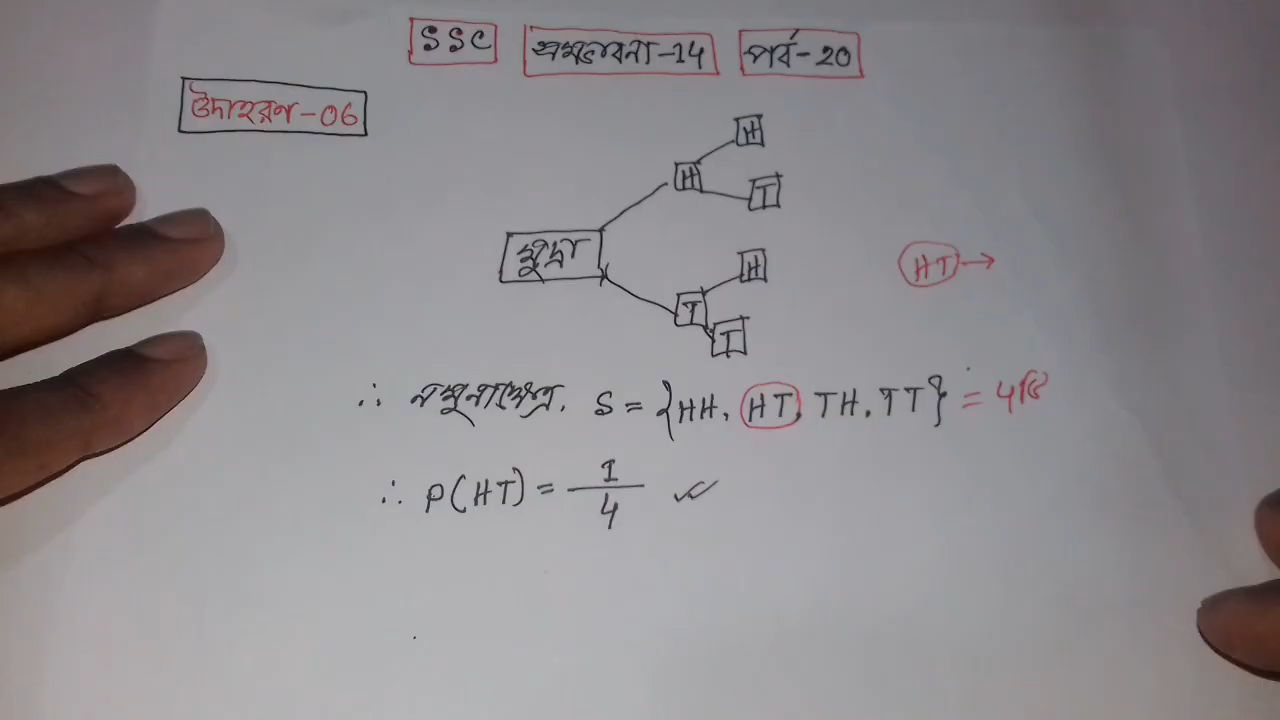 SSC সম্ভাবনা-14 পর্ব-20
উদাহরণ-06
H
H
T
মুদ্রা
H
T
T
HT →
∴ নমুনাক্ষেত্র, S = {HH, HT, TH, TT} = 4টি
∴ P(HT) = 1/4